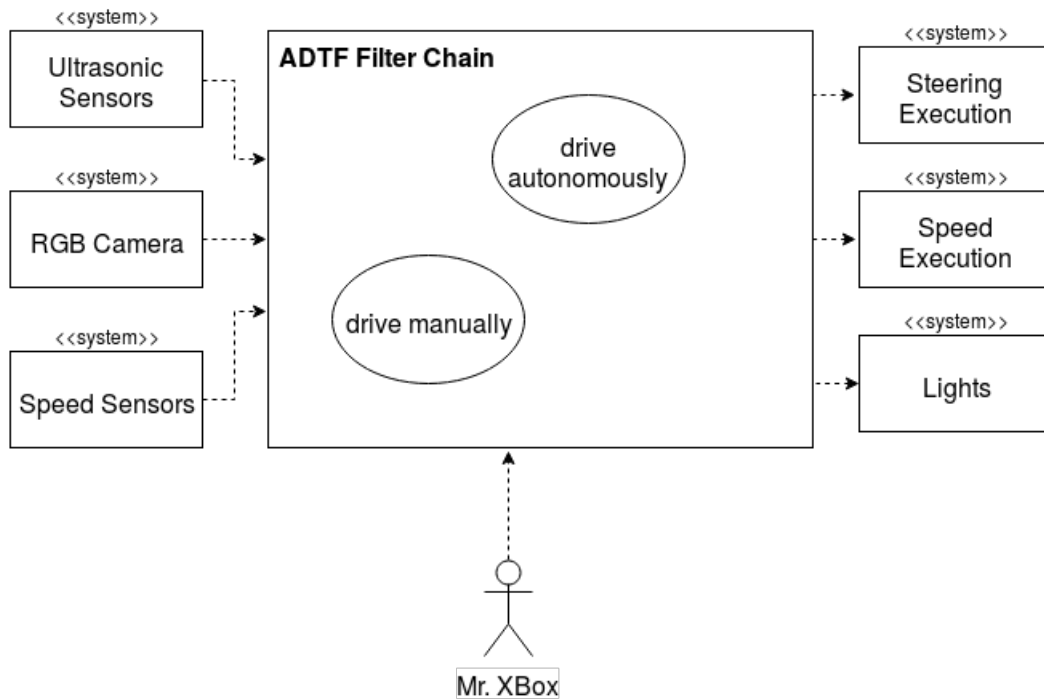 <<system>>
Ultrasonic
Sensors
<<system>>
RGB Camera
<<system>>
Speed Sensors
ADTF Filter Chain
drive
autonomously
drive manually
<<system>>
Steering
Execution
<<system>>
Speed
Execution
<<system>>
Lights
Mr. XBox